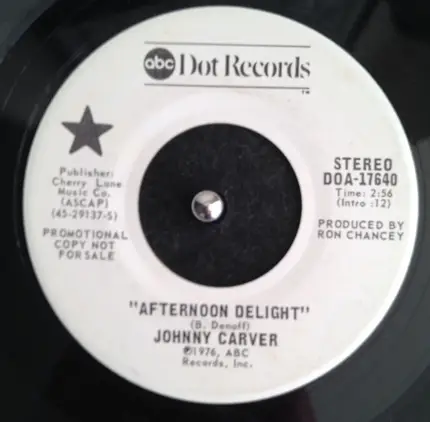 abc Dot Records
™
Publisher:
Cherry Lane
Music Co.
(ASCAP)
(45-29137-S)
PROMOTIONAL
COPY NOT
FOR SALE
STEREO
DOA-17640
Time: 2:56
(Intro :12)
PRODUCED BY
RON CHANCEY
"AFTERNOON DELIGHT"
(B. Denoff)
JOHNNY CARVER
℗1976, ABC
Records, Inc.